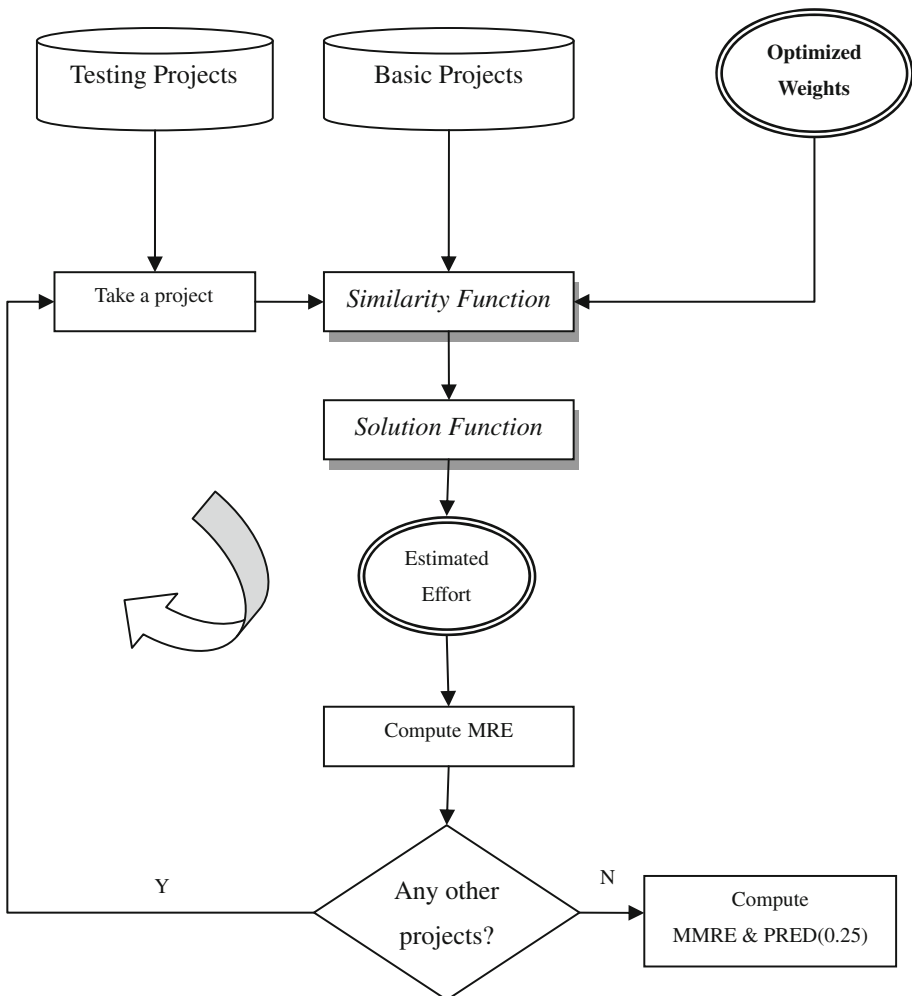 Testing Projects
Basic Projects
Optimized
Weights
Take a project
Similarity Function
Solution Function
Estimated
Effort
Compute MRE
Any other
projects?
Y
N
Compute
MMRE & PRED(0.25)